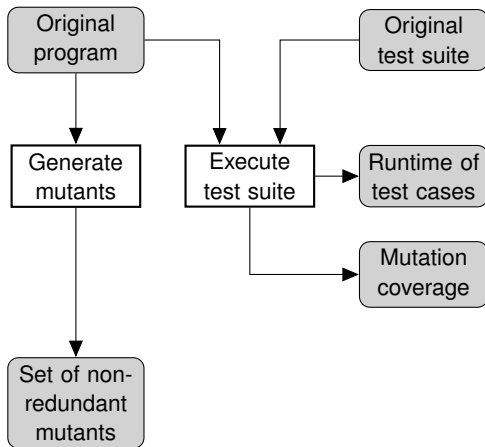 Original
program
Original
test suite
Generate
mutants
Execute
test suite
Runtime of
test cases
Mutation
coverage
Set of non-
redundant
mutants